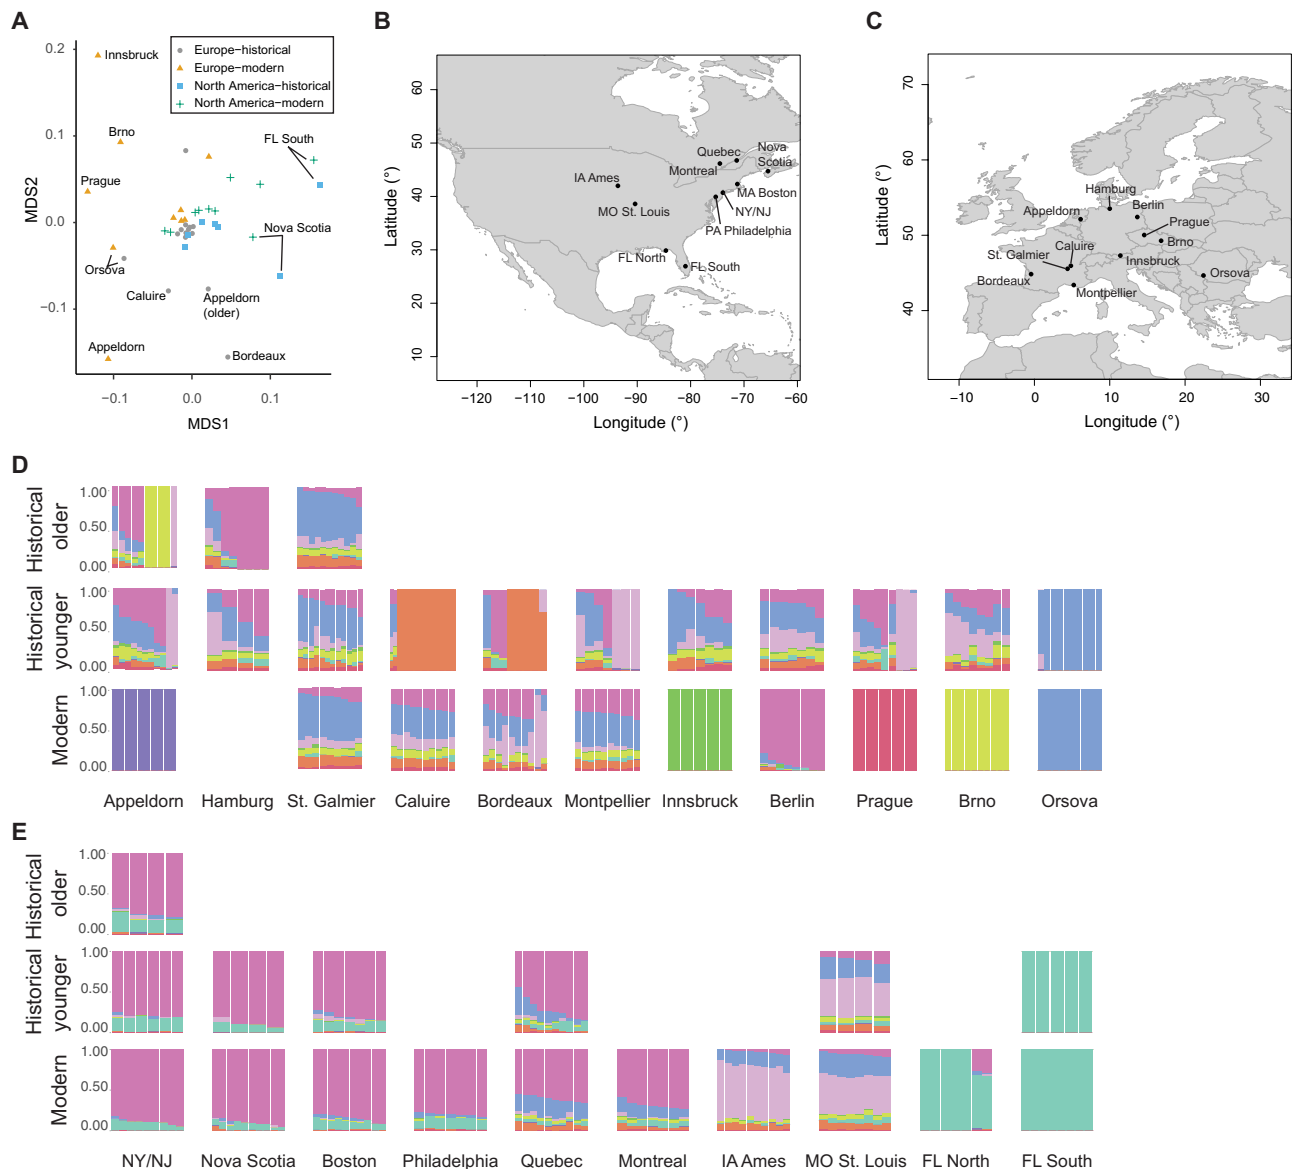 A
0.2
0.1
0.0
−0.1
MDS2
−0.1
0.0
0.1
MDS1
Europe−historical
Europe−modern
North America−historical
North America−modern
Innsbruck
Brno
Prague
Orsova
Caluire
Appeldorn
(older)
Appeldorn
Bordeaux
FL South
Nova Scotia
B
60
50
40
30
20
10
Latitude (°)
−120
−110
−100
−90
−80
−70
−60
Longitude (°)
Quebec
Nova
Scotia
Montreal
IA Ames
MA Boston
MO St. Louis
NY/NJ
PA Philadelphia
FL North
FL South
C
70
60
50
40
Latitude (°)
−10
0
10
20
30
Longitude (°)
Hamburg
Berlin
Appeldorn
Prague
Caluire
Brno
St. Galmier
Innsbruck
Bordeaux
Orsova
Montpellier
D
Historical
older
1.00
0.50
0.00
Historical
younger
1.00
0.50
0.00
Modern
1.00
0.50
0.00
Appeldorn Hamburg St. Galmier Caluire Bordeaux Montpellier Innsbruck Berlin Prague Brno Orsova
E
Historical
older
1.00
0.50
0.00
Historical
younger
1.00
0.50
0.00
Modern
1.00
0.50
0.00
NY/NJ Nova Scotia Boston Philadelphia Quebec Montreal IA Ames MO St. Louis FL North FL South